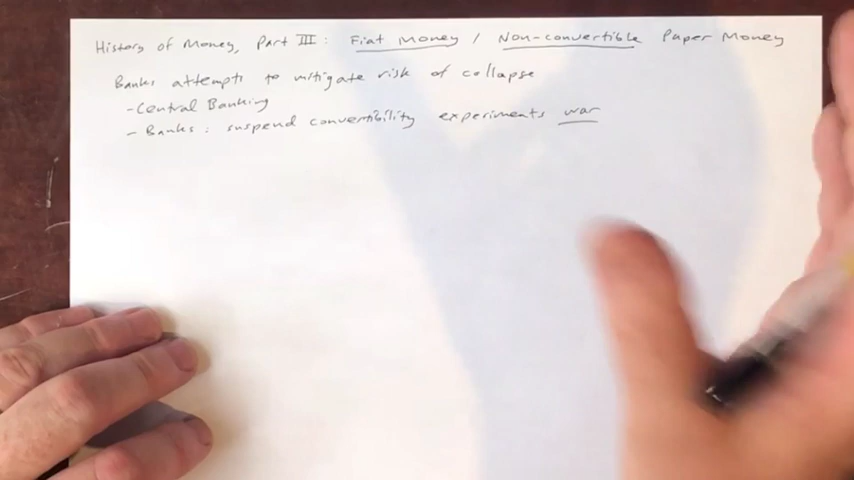 History of Money, Part III: Fiat Money / Non-convertible Paper Money
Banks attempts to mitigate risk of collapse
- Central Banking
- Banks: suspend convertibility experiments war